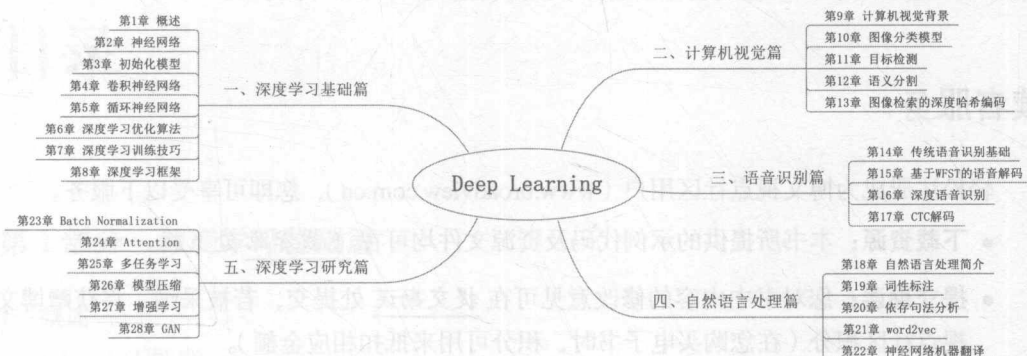 Deep Learning
一、深度学习基础篇
第1章 概述
第2章 神经网络
第3章 初始化模型
第4章 卷积神经网络
第5章 循环神经网络
第6章 深度学习优化算法
第7章 深度学习训练技巧
第8章 深度学习框架
二、计算机视觉篇
第9章 计算机视觉背景
第10章 图像分类模型
第11章 目标检测
第12章 语义分割
第13章 图像检索的深度哈希编码
三、语音识别篇
第14章 传统语音识别基础
第15章 基于WFST的语音解码
第16章 深度语音识别
第17章 CTC解码
四、自然语言处理篇
第18章 自然语言处理简介
第19章 词性标注
第20章 依存句法分析
第21章 word2vec
第22章 神经网络机器翻译
五、深度学习研究篇
第23章 Batch Normalization
第24章 Attention
第25章 多任务学习
第26章 模型压缩
第27章 增强学习
第28章 GAN